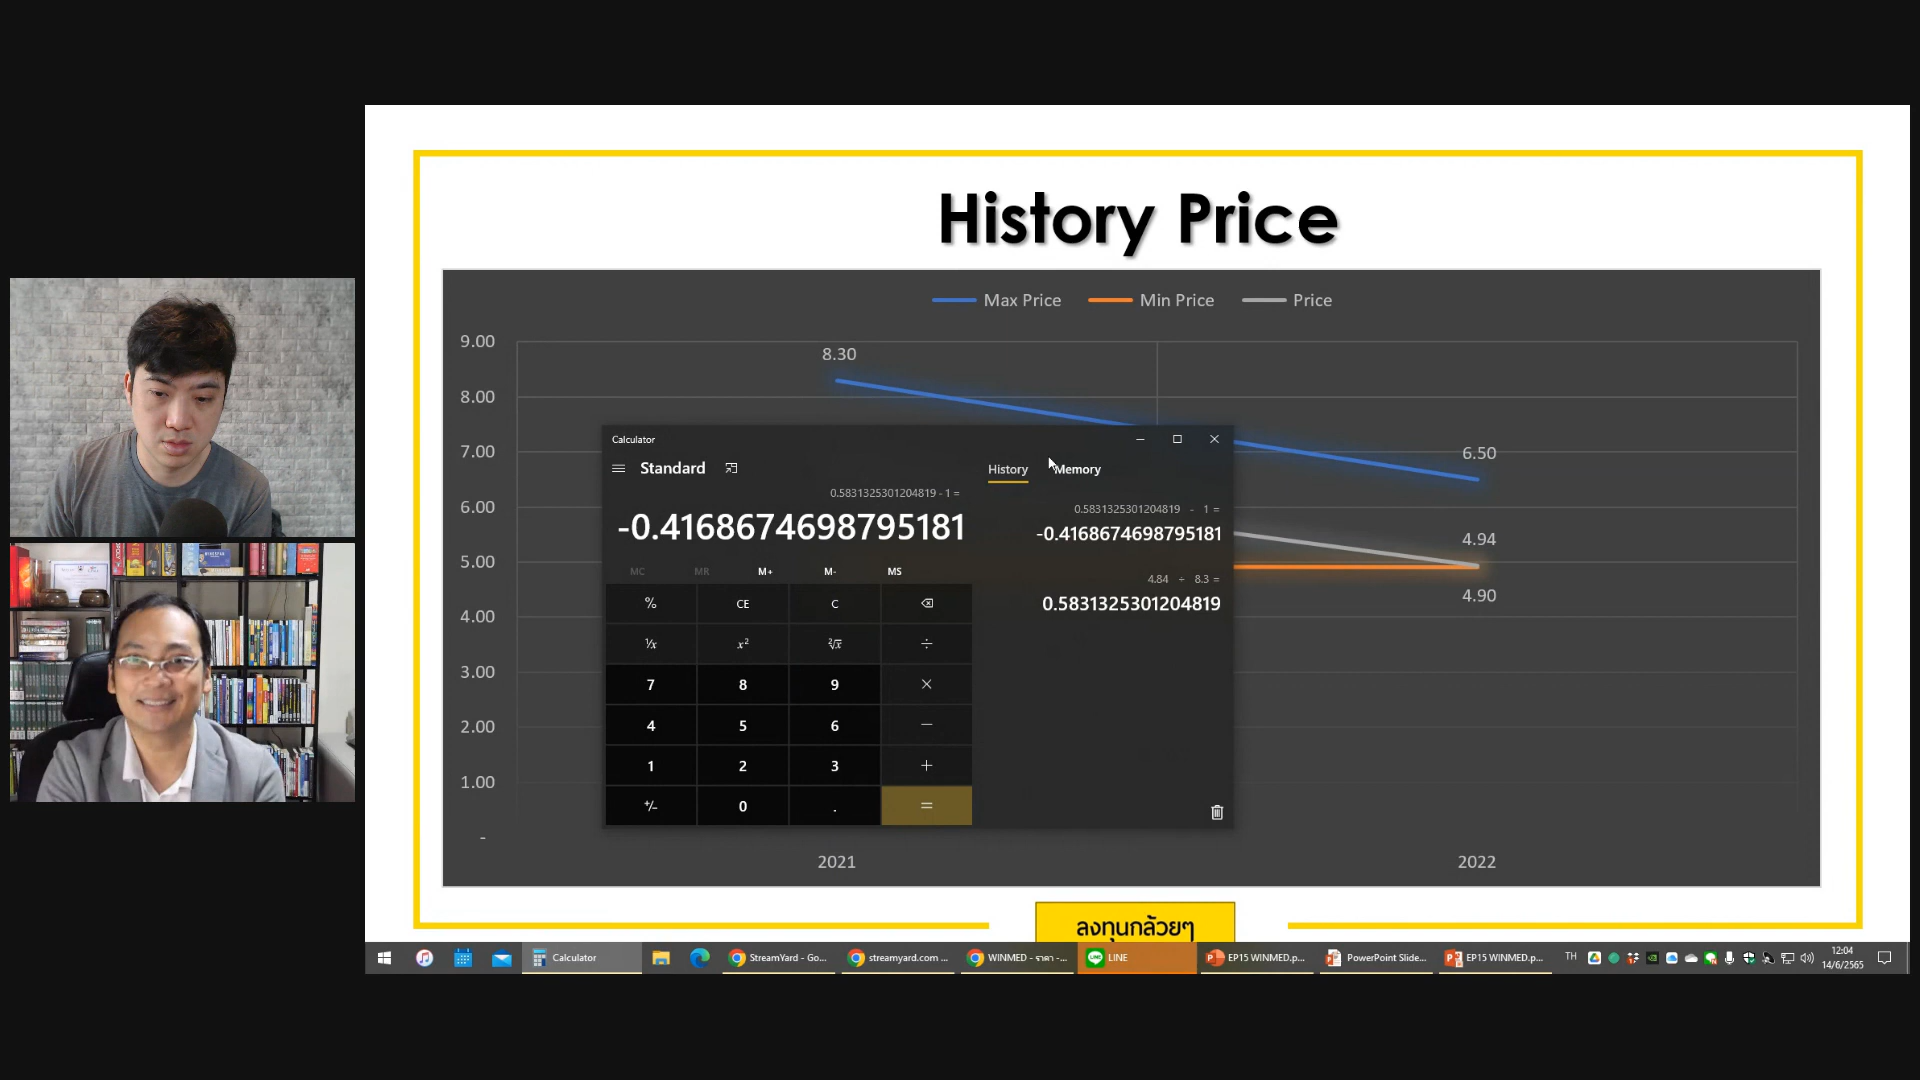 History Price
Max Price
Min Price
Price
9.00
8.00
7.00
6.00
5.00
4.00
3.00
2.00
1.00
-
8.30
6.50
4.94
4.90
2021
2022
Calculator
Standard
0.5831325301204819 - 1 =
-0.4168674698795181
MC MR M+ M- MS
% CE C ⌫
¹/x x² ²√x ÷
7 8 9 ×
4 5 6 −
1 2 3 +
+/− 0 . =
History Memory
0.5831325301204819 - 1 =
-0.4168674698795181
4.84 ÷ 8.3 =
0.5831325301204819
ลงทุนกล้วยๆ
Calculator
StreamYard - Go...
streamyard.com ...
WINMED - ราคา -...
LINE
EP15 WINMED.p...
PowerPoint Slide...
EP15 WINMED.p...
TH
12:04
14/6/2565